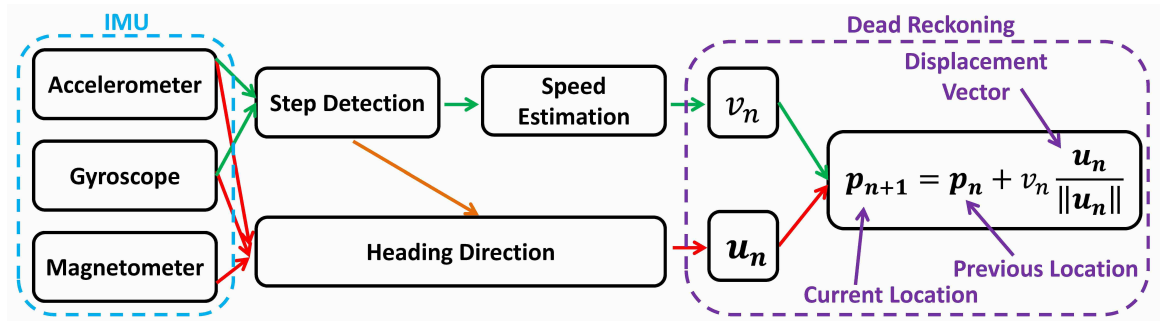 IMU
Dead Reckoning
Accelerometer
Step Detection
Speed
Estimation
v_n
Displacement
Vector
Gyroscope
p_{n+1} = p_n + v_n u_n / ‖u_n‖
Magnetometer
Heading Direction
u_n
Previous Location
Current Location